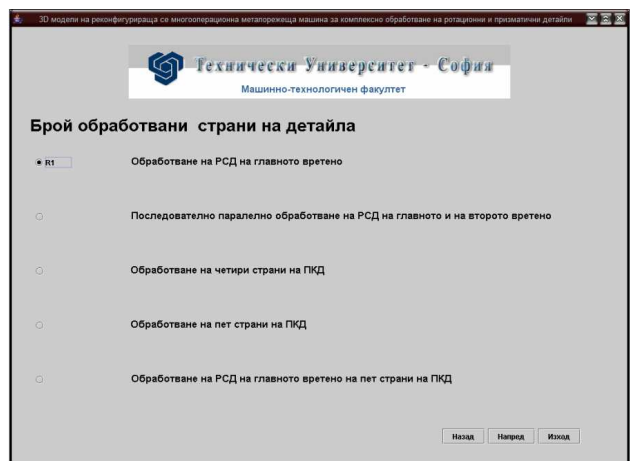 3D модели на реконфигурираща се многооперационна металорежеща машина за комплексно обработване на ротационни и призматични детайли
Технически Университет - София
Машинно-технологичен факултет
Брой обработвани страни на детайла
R1 Обработване на РСД на главното вретено
Последователно паралелно обработване на РСД на главното и на второто вретено
Обработване на четири страни на ПКД
Обработване на пет страни на ПКД
Обработване на РСД на главното вретено на пет страни на ПКД
Назад Напред Изход